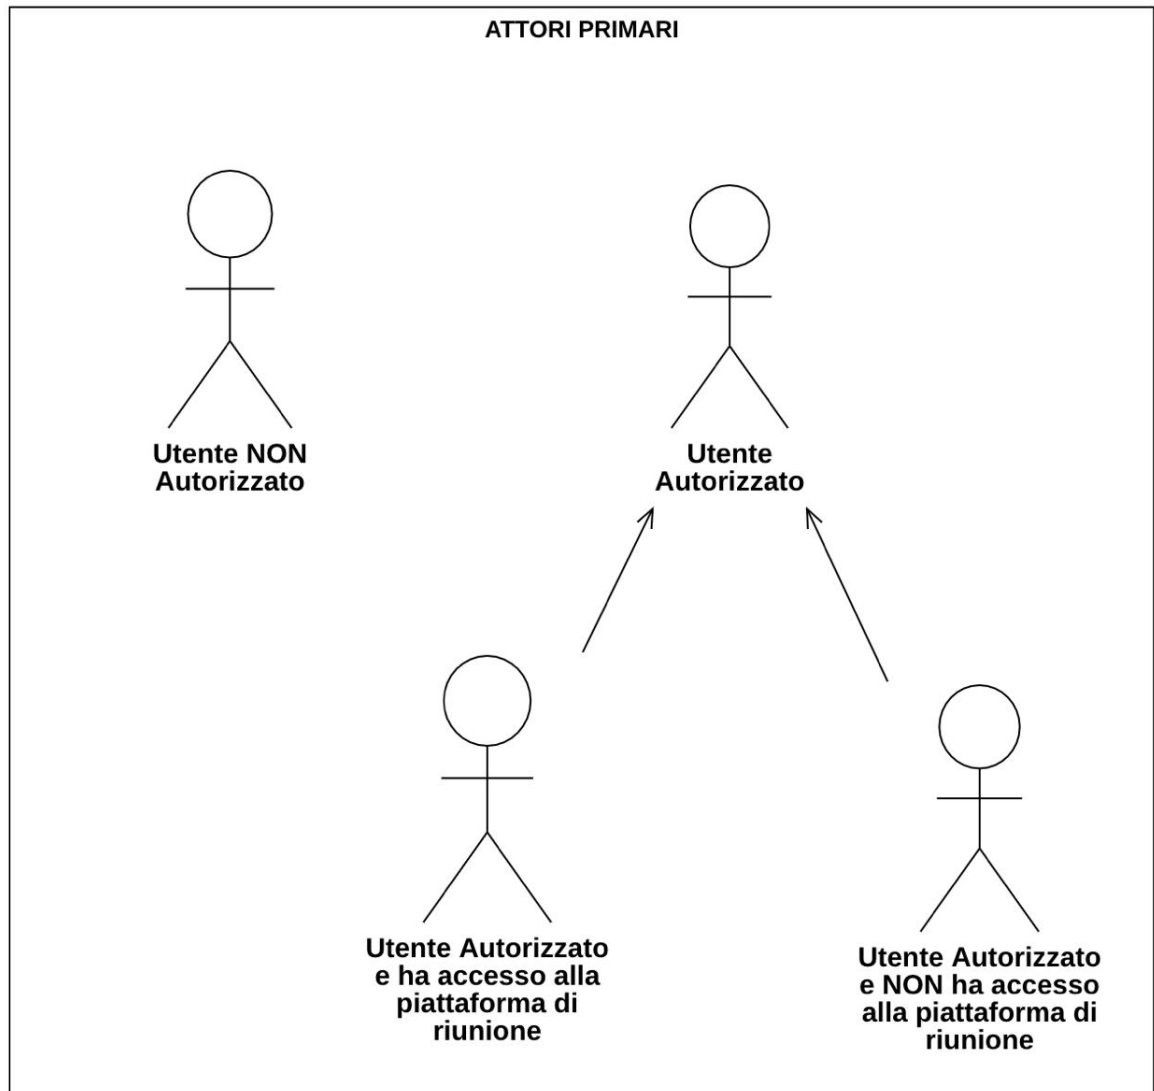 ATTORI PRIMARI
Utente NON
Autorizzato
Utente
Autorizzato
Utente Autorizzato
e ha accesso alla
piattaforma di
riunione
Utente Autorizzato
e NON ha accesso
alla piattaforma di
riunione